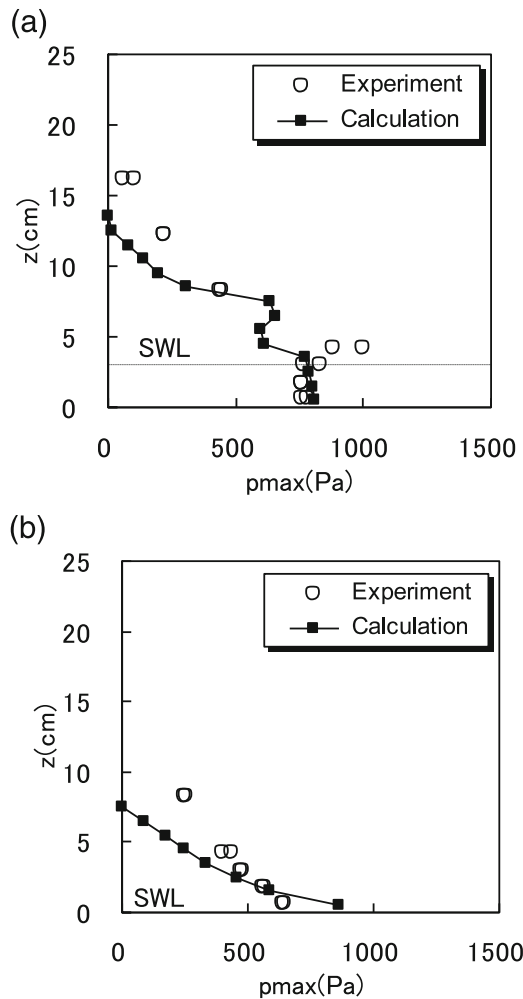 (a)
25
20
15
10
5
0
z(cm)
Experiment
Calculation
SWL
0 500 1000 1500
pmax(Pa)
(b)
25
20
15
10
5
0
z(cm)
Experiment
Calculation
SWL
0 500 1000 1500
pmax(Pa)